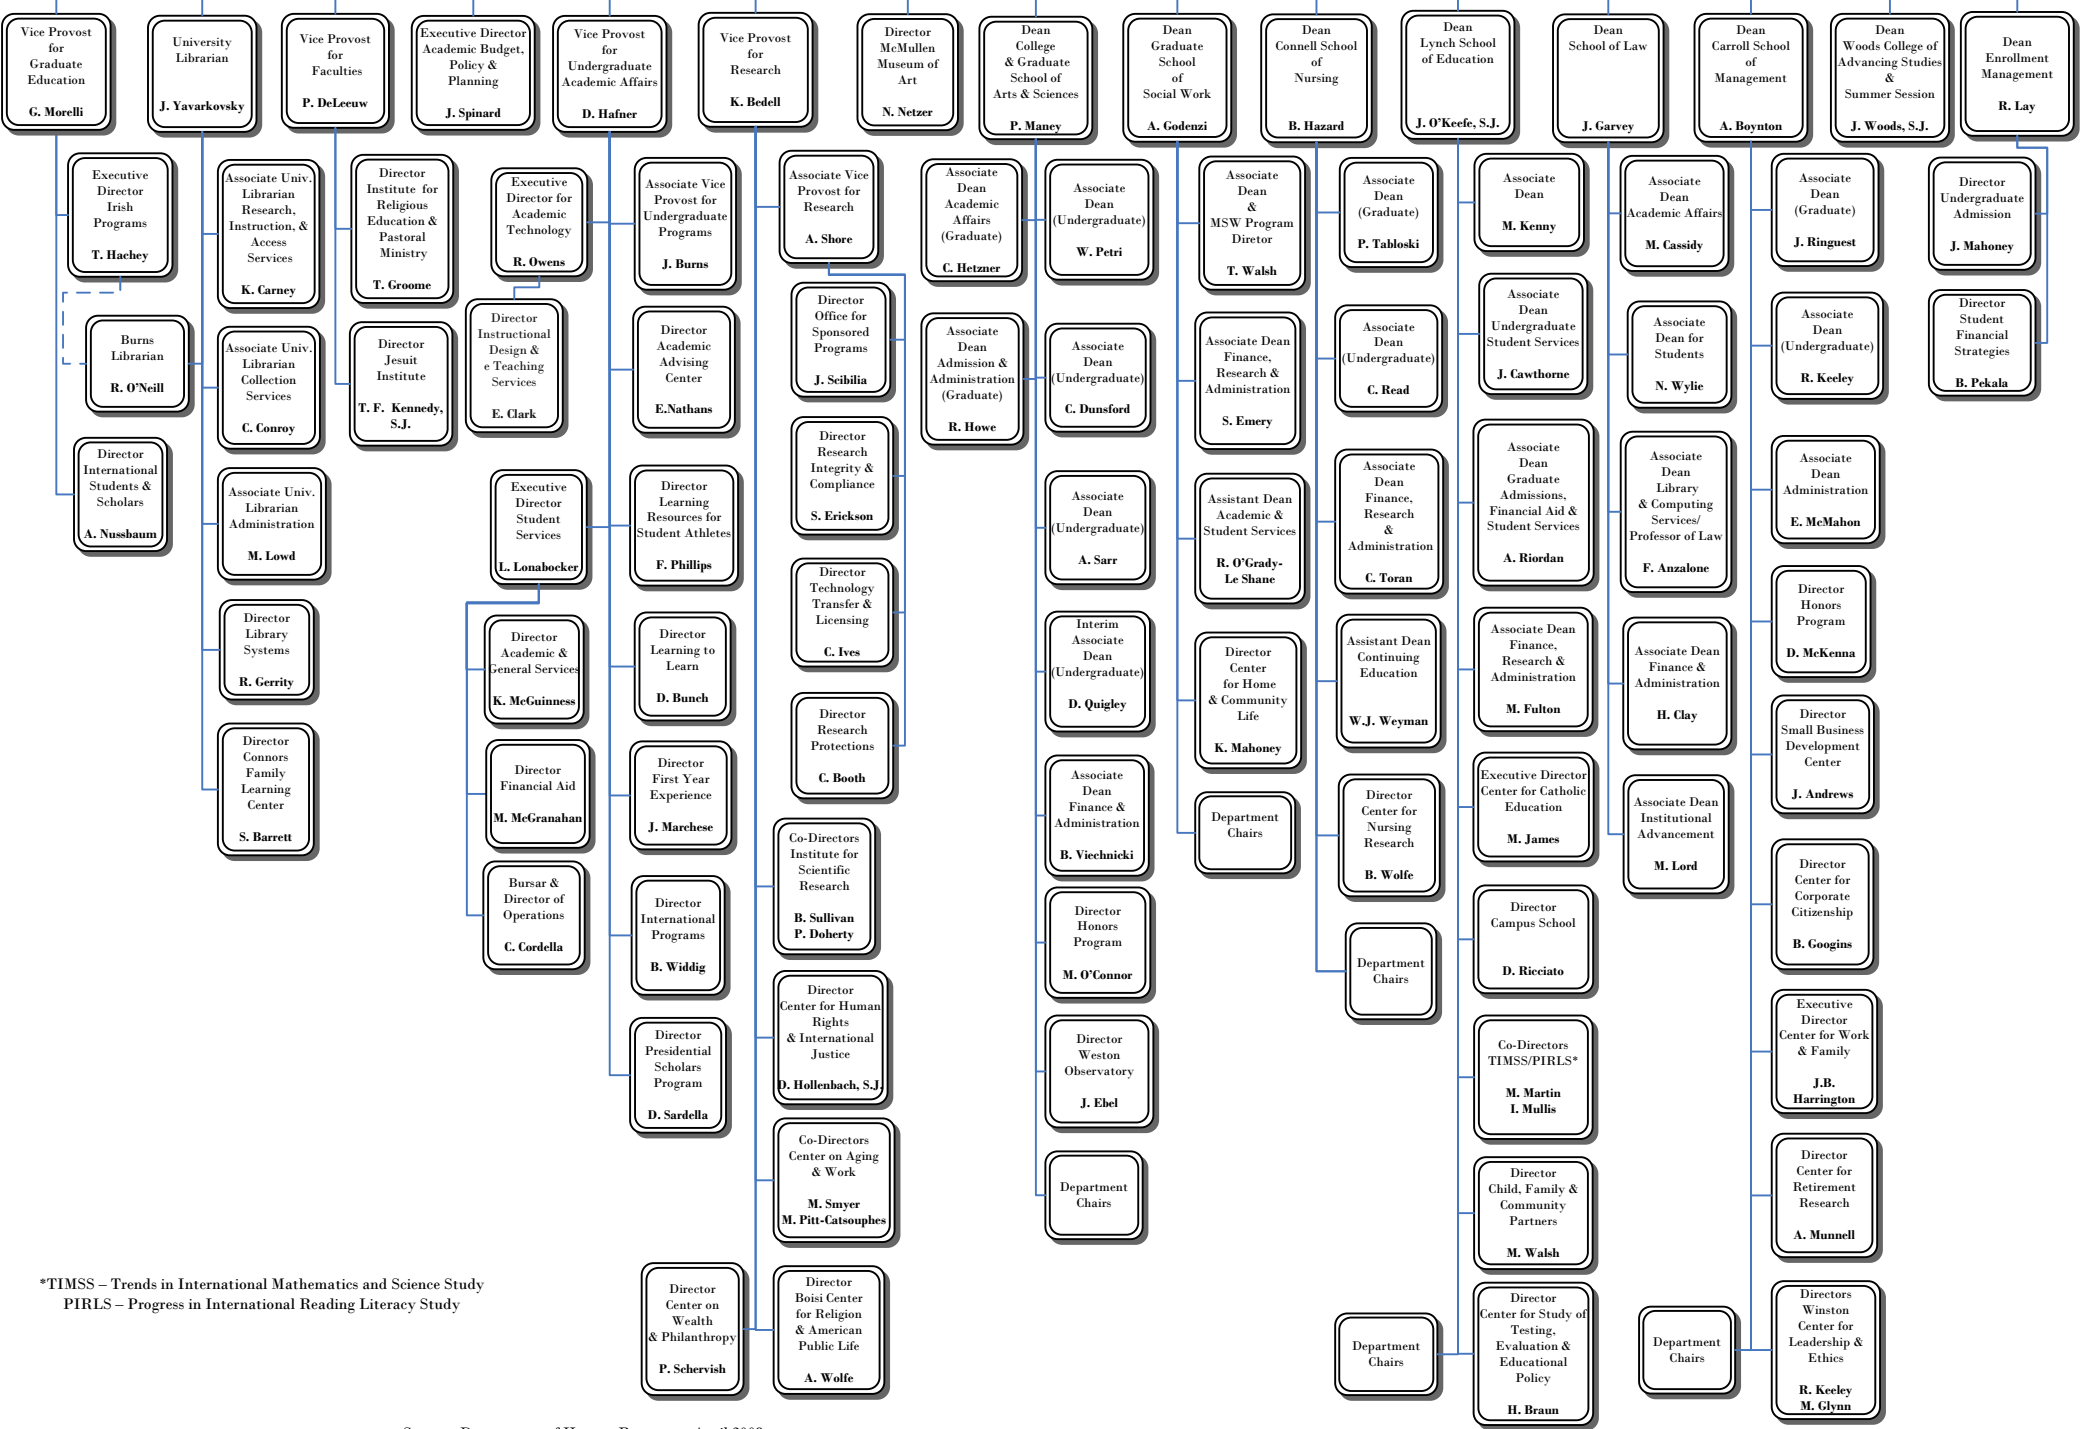 Vice Provost
for
Graduate
Education
G. Morelli
University
Librarian
J. Yavarkovsky
Vice Provost
for
Faculties
P. DeLeeuw
Executive Director
Academic Budget,
Policy &
Planning
J. Spinard
Vice Provost
for
Undergraduate
Academic Affairs
D. Hafner
Vice Provost
for
Research
K. Bedell
Director
McMullen
Museum of
Art
N. Netzer
Dean
College
& Graduate
School of
Arts & Sciences
P. Maney
Dean
Graduate
School
of
Social Work
A. Godenzi
Dean
Connell School
of
Nursing
B. Hazard
Dean
Lynch School
of Education
J. O'Keefe, S.J.
Dean
School of Law
J. Garvey
Dean
Carroll School
of
Management
A. Boynton
Dean
Woods College of
Advancing Studies
&
Summer Session
J. Woods, S.J.
Dean
Enrollment
Management
R. Lay
Executive
Director
Irish
Programs
T. Hachey
Burns
Librarian
R. O'Neill
Director
International
Students &
Scholars
A. Nussbaum
Associate Univ.
Librarian
Research,
Instruction, &
Access
Services
K. Carney
Associate Univ.
Librarian
Collection
Services
C. Conroy
Associate Univ.
Librarian
Administration
M. Lowd
Director
Library
Systems
R. Gerrity
Director
Connors
Family
Learning
Center
S. Barrett
Director
Institute for
Religious
Education &
Pastoral
Ministry
T. Groome
Director
Jesuit
Institute
T. F. Kennedy,
S.J.
Executive
Director for
Academic
Technology
R. Owens
Director
Instructional
Design &
e Teaching
Services
E. Clark
Executive
Director
Student
Services
L. Lonabocker
Director
Academic &
General Services
K. McGuinness
Director
Financial Aid
M. McGranahan
Bursar &
Director of
Operations
C. Cordella
Associate Vice
Provost for
Undergraduate
Programs
J. Burns
Director
Academic
Advising
Center
E.Nathans
Director
Learning
Resources for
Student Athletes
F. Phillips
Director
Learning to
Learn
D. Bunch
Director
First Year
Experience
J. Marchese
Director
International
Programs
B. Widdig
Director
Presidential
Scholars
Program
D. Sardella
Associate Vice
Provost for
Research
A. Shore
Director
Office for
Sponsored
Programs
J. Scibilia
Director
Research
Integrity &
Compliance
S. Erickson
Director
Technology
Transfer &
Licensing
C. Ives
Director
Research
Protections
C. Booth
Co-Directors
Institute for
Scientific
Research
B. Sullivan
P. Doherty
Director
Center for Human
Rights
& International
Justice
D. Hollenbach, S.J.
Co-Directors
Center on Aging
& Work
M. Smyer
M. Pitt-Catsouphes
Director
Center on
Wealth
& Philanthropy
P. Schervish
Director
Boisi Center
for Religion
& American
Public Life
A. Wolfe
Associate
Dean
Academic
Affairs
(Graduate)
C. Hetzner
Associate
Dean
Admission &
Administration
(Graduate)
R. Howe
Associate
Dean
(Undergraduate)
W. Petri
Associate
Dean
(Undergraduate)
C. Dunsford
Associate
Dean
(Undergraduate)
A. Sarr
Interim
Associate
Dean
(Undergraduate)
D. Quigley
Associate
Dean
Finance &
Administration
B. Viechnicki
Director
Honors
Program
M. O'Connor
Director
Weston
Observatory
J. Ebel
Department
Chairs
Associate
Dean
&
MSW Program
Diretor
T. Walsh
Associate Dean
Finance,
Research &
Administration
S. Emery
Assistant Dean
Academic &
Student Services
R. O'Grady-
Le Shane
Director
Center
for Home
& Community
Life
K. Mahoney
Department
Chairs
Associate
Dean
(Graduate)
P. Tabloski
Associate
Dean
(Undergraduate)
C. Read
Associate
Dean
Finance,
Research
&
Administration
C. Toran
Assistant Dean
Continuing
Education
W.J. Weyman
Director
Center for
Nursing
Research
B. Wolfe
Department
Chairs
Associate
Dean
M. Kenny
Associate
Dean
Undergraduate
Student Services
J. Cawthorne
Associate
Dean
Graduate
Admissions,
Financial Aid &
Student Services
A. Riordan
Associate Dean
Finance,
Research &
Administration
M. Fulton
Executive Director
Center for Catholic
Education
M. James
Director
Campus School
D. Ricciato
Co-Directors
TIMSS/PIRLS*
M. Martin
I. Mullis
Director
Child, Family &
Community
Partners
M. Walsh
Department
Chairs
Director
Center for Study of
Testing,
Evaluation &
Educational
Policy
H. Braun
Associate
Dean
Academic Affairs
M. Cassidy
Associate
Dean for
Students
N. Wylie
Associate
Dean
Library
& Computing
Services/
Professor of Law
F. Anzalone
Associate Dean
Finance &
Administration
H. Clay
Associate Dean
Institutional
Advancement
M. Lord
Associate
Dean
(Graduate)
J. Ringuest
Associate
Dean
(Undergraduate)
R. Keeley
Associate
Dean
Administration
E. McMahon
Director
Honors
Program
D. McKenna
Director
Small Business
Development
Center
J. Andrews
Director
Center for
Corporate
Citizenship
B. Googins
Executive
Director
Center for Work
& Family
J.B.
Harrington
Director
Center for
Retirement
Research
A. Munnell
Department
Chairs
Directors
Winston
Center for
Leadership &
Ethics
R. Keeley
M. Glynn
Director
Undergraduate
Admission
J. Mahoney
Director
Student
Financial
Strategies
B. Pekala
*TIMSS – Trends in International Mathematics and Science Study
PIRLS – Progress in International Reading Literacy Study